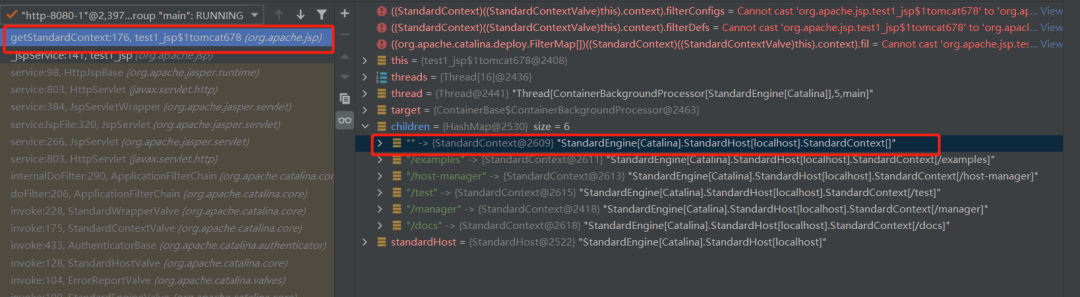 "http-8080-1"@2,397...roup "main": RUNNING
getStandardContext:176, test1_jsp$1tomcat678 (org.apache.jsp)
_jspService:141, test1_jsp (org.apache.jsp)
service:98, HttpJspBase (org.apache.jasper.runtime)
service:803, HttpServlet (javax.servlet.http)
service:384, JspServletWrapper (org.apache.jasper.servlet)
serviceJspFile:320, JspServlet (org.apache.jasper.servlet)
service:266, JspServlet (org.apache.jasper.servlet)
service:803, HttpServlet (javax.servlet.http)
internalDoFilter:290, ApplicationFilterChain (org.apache.catalina.core)
doFilter:206, ApplicationFilterChain (org.apache.catalina.core)
invoke:228, StandardWrapperValve (org.apache.catalina.core)
invoke:175, StandardContextValve (org.apache.catalina.core)
invoke:433, AuthenticatorBase (org.apache.catalina.authenticator)
invoke:128, StandardHostValve (org.apache.catalina.core)
invoke:104, ErrorReportValve (org.apache.catalina.valves)
((StandardContext)((StandardContextValve)this).context).filterConfigs = Cannot cast 'org.apache.jsp.test1_jsp$1tomcat678' to 'org.ap... View
((StandardContext)((StandardContextValve)this).context).filterDefs = Cannot cast 'org.apache.jsp.test1_jsp$1tomcat678' to 'org.apac... View
((org.apache.catalina.deploy.FilterMap[])((StandardContext)((StandardContextValve)this).context).fil = Cannot cast 'org.apache.jsp.tes... View
this = {test1_jsp$1tomcat678@2408}
threads = {Thread[16]@2436}
thread = {Thread@2441} "Thread[ContainerBackgroundProcessor[StandardEngine[Catalina]],5,main]"
target = {ContainerBase$ContainerBackgroundProcessor@2463}
children = {HashMap@2530} size = 6
"" -> {StandardContext@2609} "StandardEngine[Catalina].StandardHost[localhost].StandardContext[]"
"/examples" -> {StandardContext@2611} "StandardEngine[Catalina].StandardHost[localhost].StandardContext[/examples]"
"/host-manager" -> {StandardContext@2613} "StandardEngine[Catalina].StandardHost[localhost].StandardContext[/host-manager]"
"/test" -> {StandardContext@2615} "StandardEngine[Catalina].StandardHost[localhost].StandardContext[/test]"
"/manager" -> {StandardContext@2418} "StandardEngine[Catalina].StandardHost[localhost].StandardContext[/manager]"
"/docs" -> {StandardContext@2618} "StandardEngine[Catalina].StandardHost[localhost].StandardContext[/docs]"
standardHost = {StandardHost@2522} "StandardEngine[Catalina].StandardHost[localhost]"